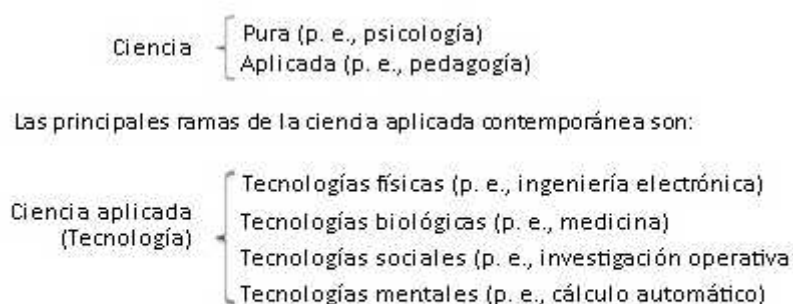 Ciencia
Pura (p. e., psicología)
Aplicada (p. e., pedagogía)
Las principales ramas de la ciencia aplicada contemporánea son:
Ciencia aplicada
(Tecnología)
Tecnologías físicas (p. e., ingeniería electrónica)
Tecnologías biológicas (p. e., medicina)
Tecnologías sociales (p. e., investigación operativa
Tecnologías mentales (p. e., cálculo automático)